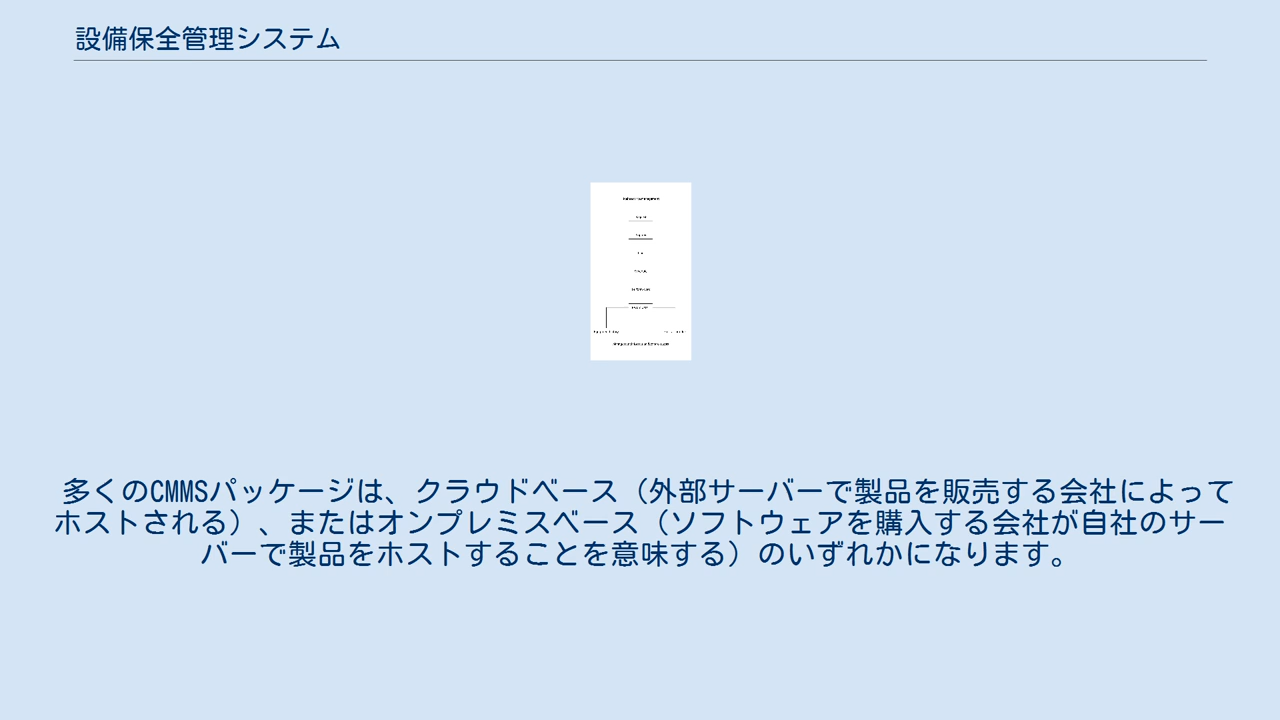 設備保全管理システム
多くのCMMSパッケージは、クラウドベース（外部サーバーで製品を販売する会社によって
ホストされる）、またはオンプレミスベース（ソフトウェアを購入する会社が自社のサー
バーで製品をホストすることを意味する）のいずれかになります。